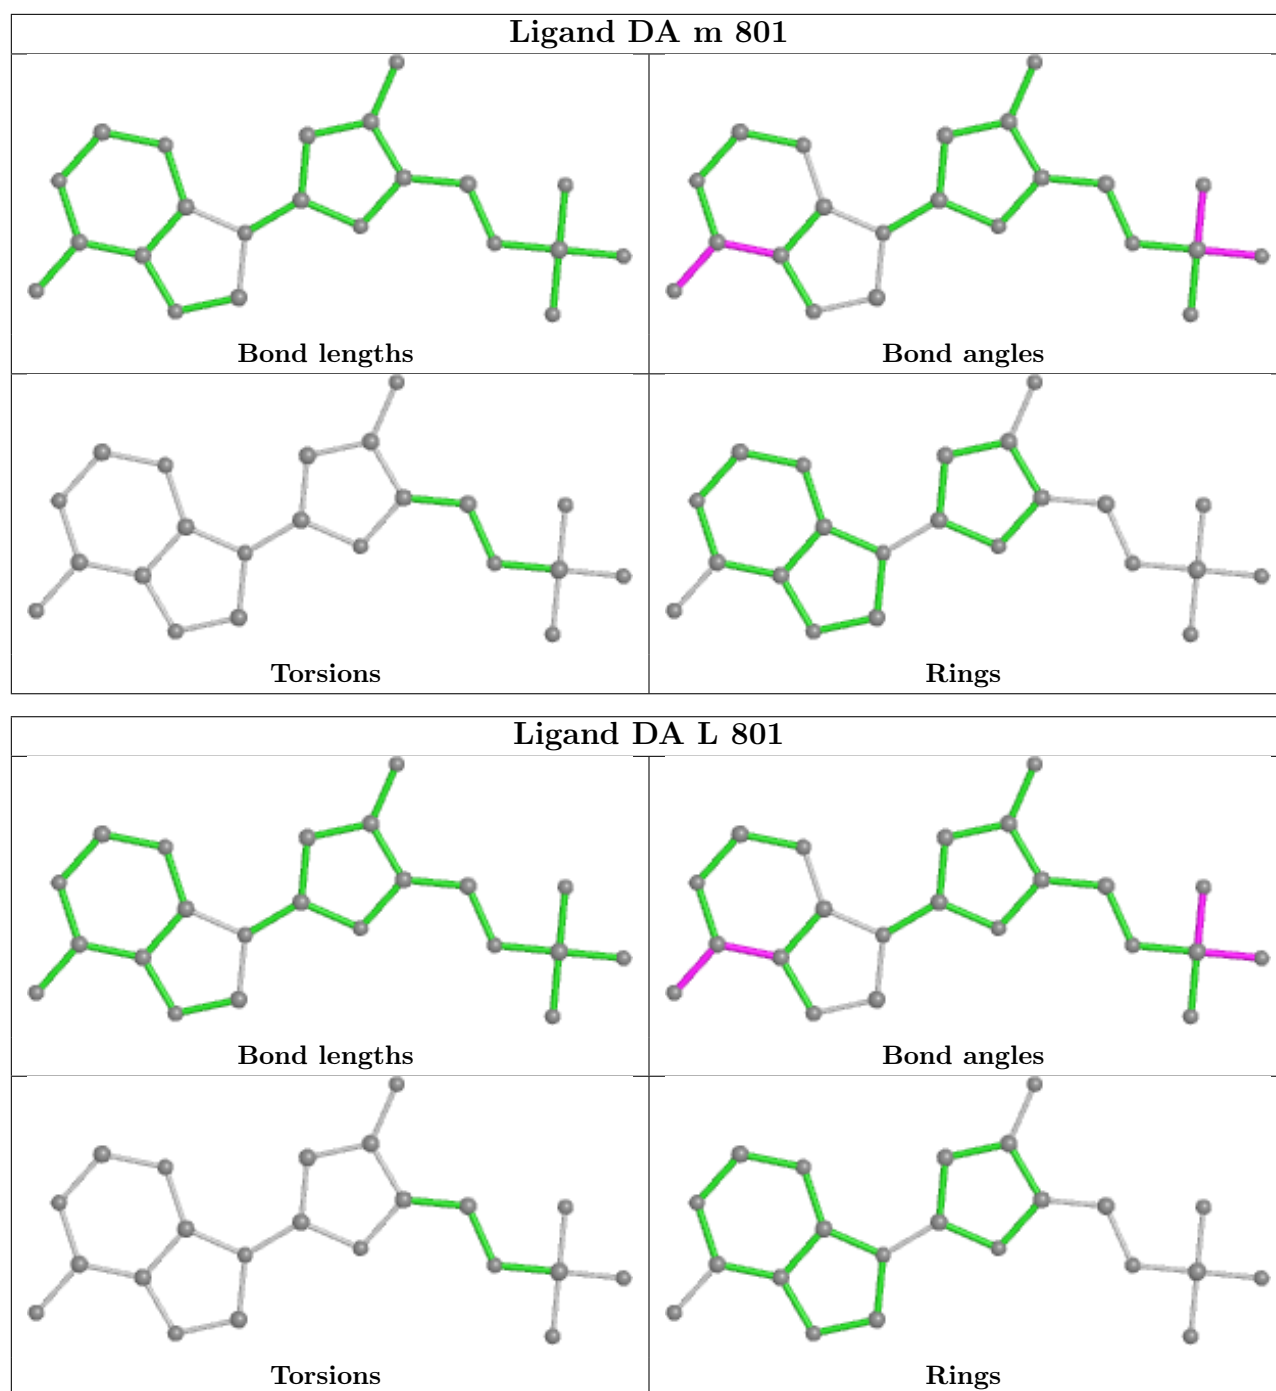 Ligand DA m 801
Bond lengths
Bond angles
Torsions
Rings
Ligand DA L 801
Bond lengths
Bond angles
Torsions
Rings